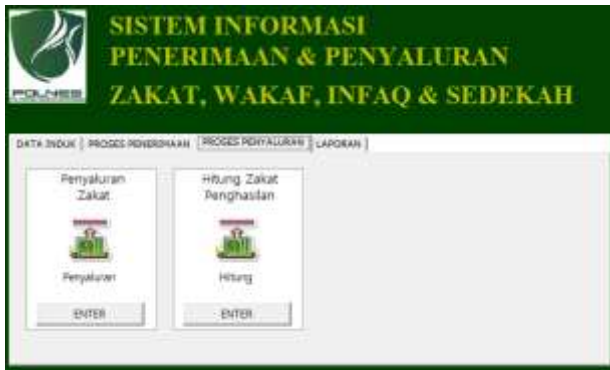 SISTEM INFORMASI
PENERIMAAN & PENYALURAN
ZAKAT, WAKAF, INFAQ & SEDEKAH
POLNES
DATA INDUK | PROSES PENERIMAAN | PROSES PENYALURAN | LAPORAN |
Penyaluran
Zakat
Penyaluran
ENTER
Hitung Zakat
Penghasilan
Hitung
ENTER